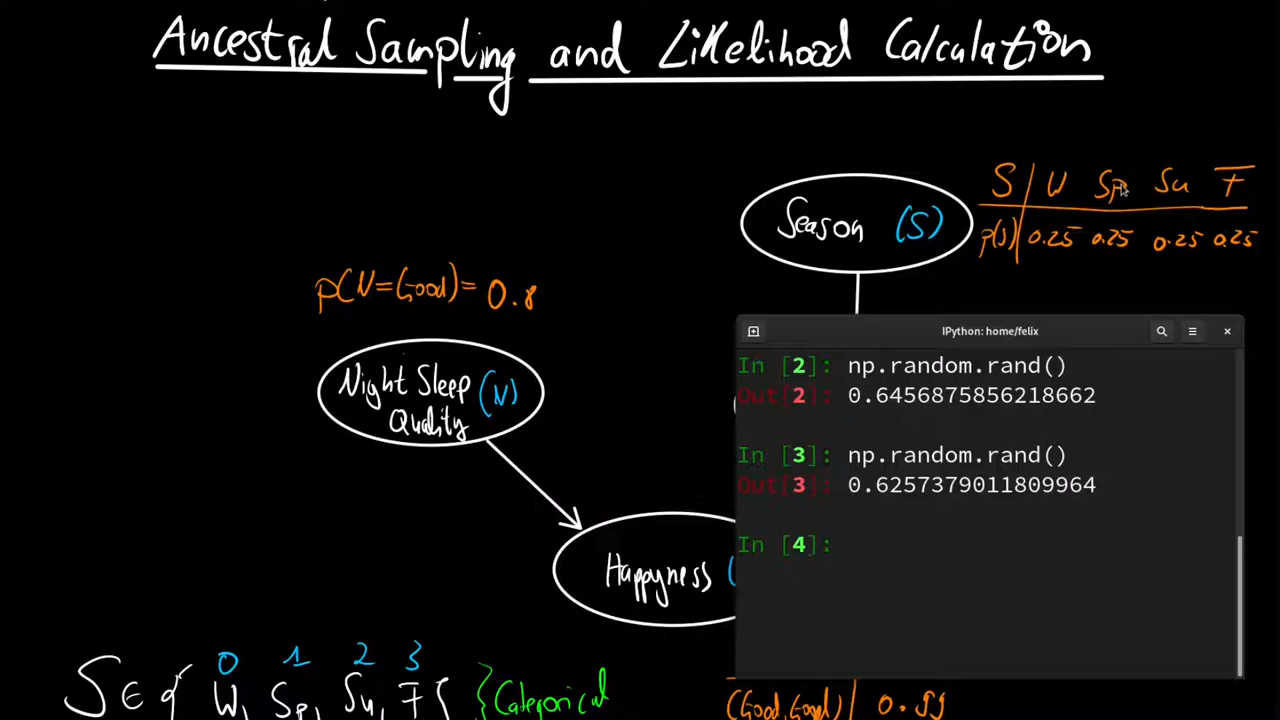 Ancestral Sampling and Likelihood Calculation
S | W Sp Su F
p(S) | 0.25 0.25 0.25 0.25
Season (S)
p(N=Good)= 0.8
Night Sleep Quality (N)
IPython: home/felix
In [2]: np.random.rand()
Out[2]: 0.6456875856218662
In [3]: np.random.rand()
Out[3]: 0.6257379011809964
In [4]:
Happyness (
0 1 2 3
S ∈ { W, Sp, Su, F } Categorical
(Good, Good) | 0.99